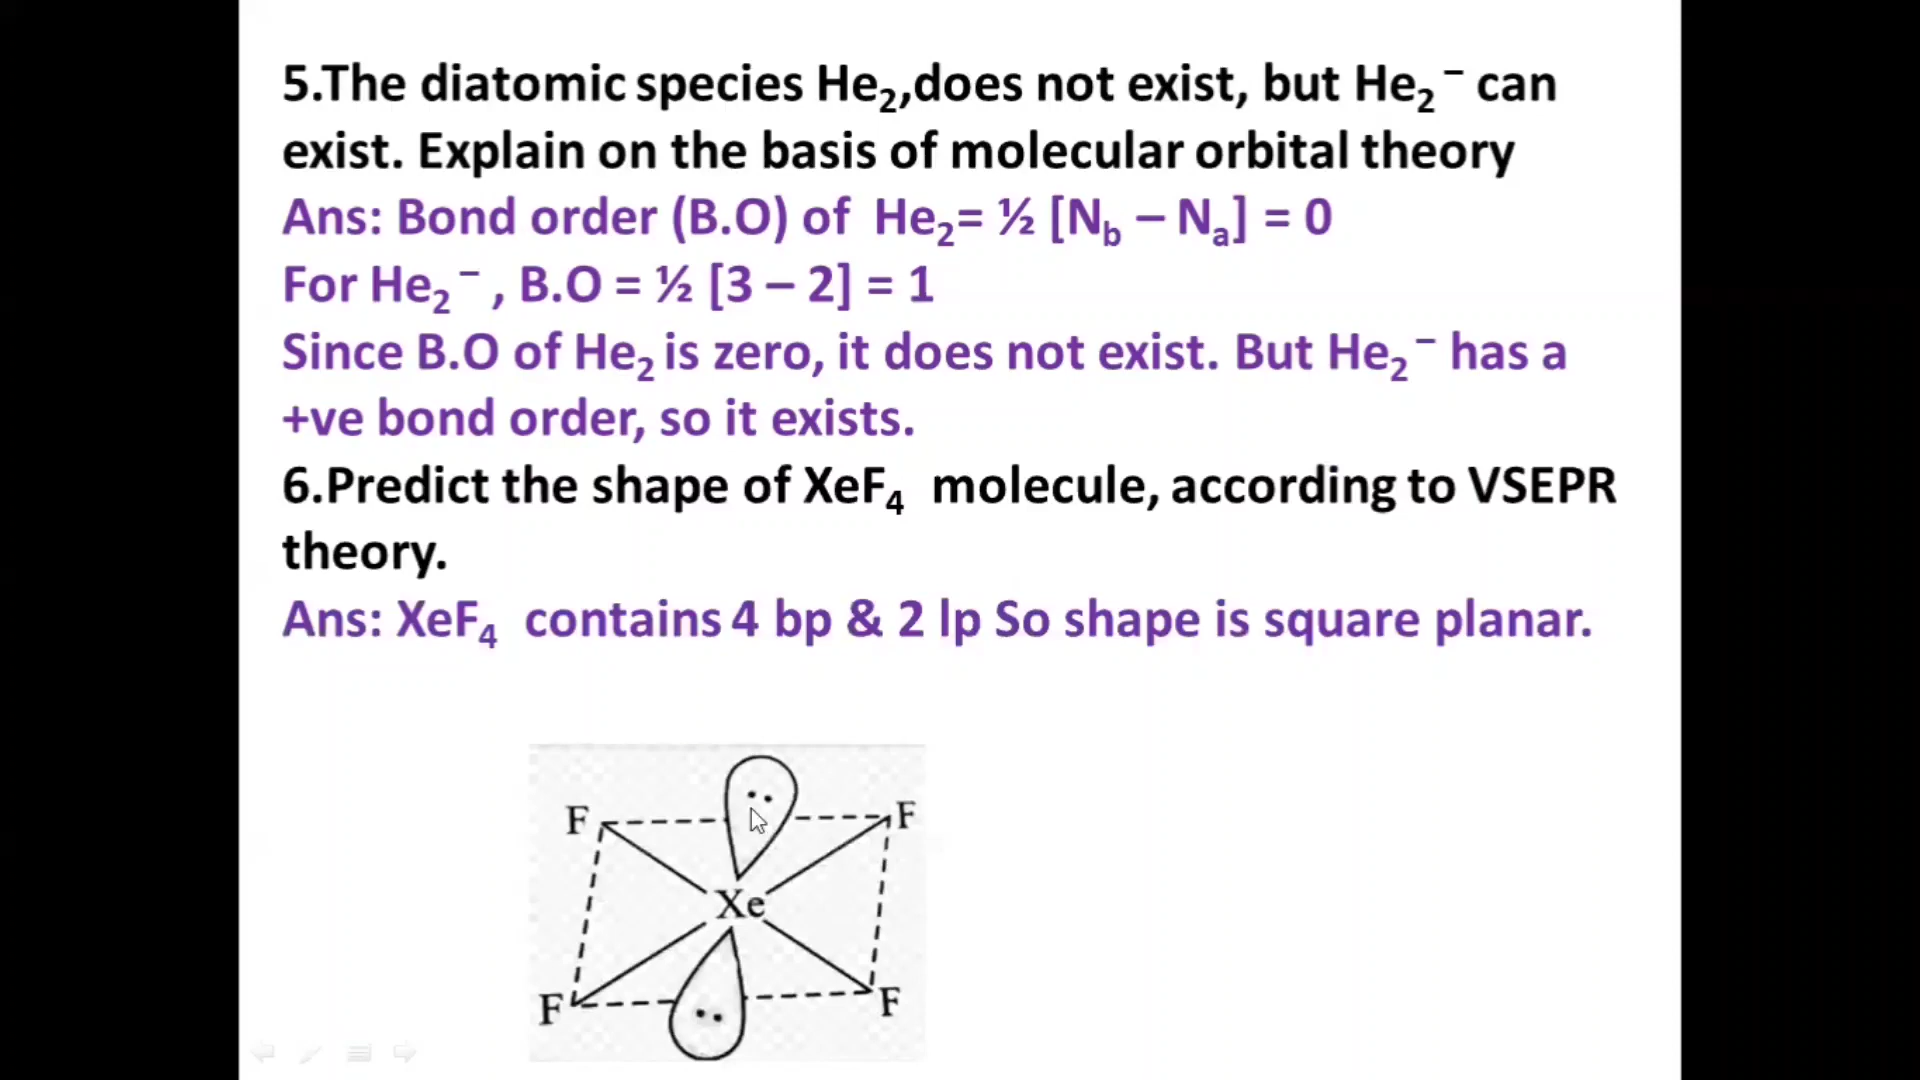 5.The diatomic species He₂,does not exist, but He₂⁻ can
exist. Explain on the basis of molecular orbital theory
Ans: Bond order (B.O) of He₂= ½ [N_b – Nₐ] = 0
For He₂⁻ , B.O = ½ [3 – 2] = 1
Since B.O of He₂ is zero, it does not exist. But He₂⁻ has a
+ve bond order, so it exists.
6.Predict the shape of XeF₄ molecule, according to VSEPR
theory.
Ans: XeF₄ contains 4 bp & 2 lp So shape is square planar.
F F
Xe
F F